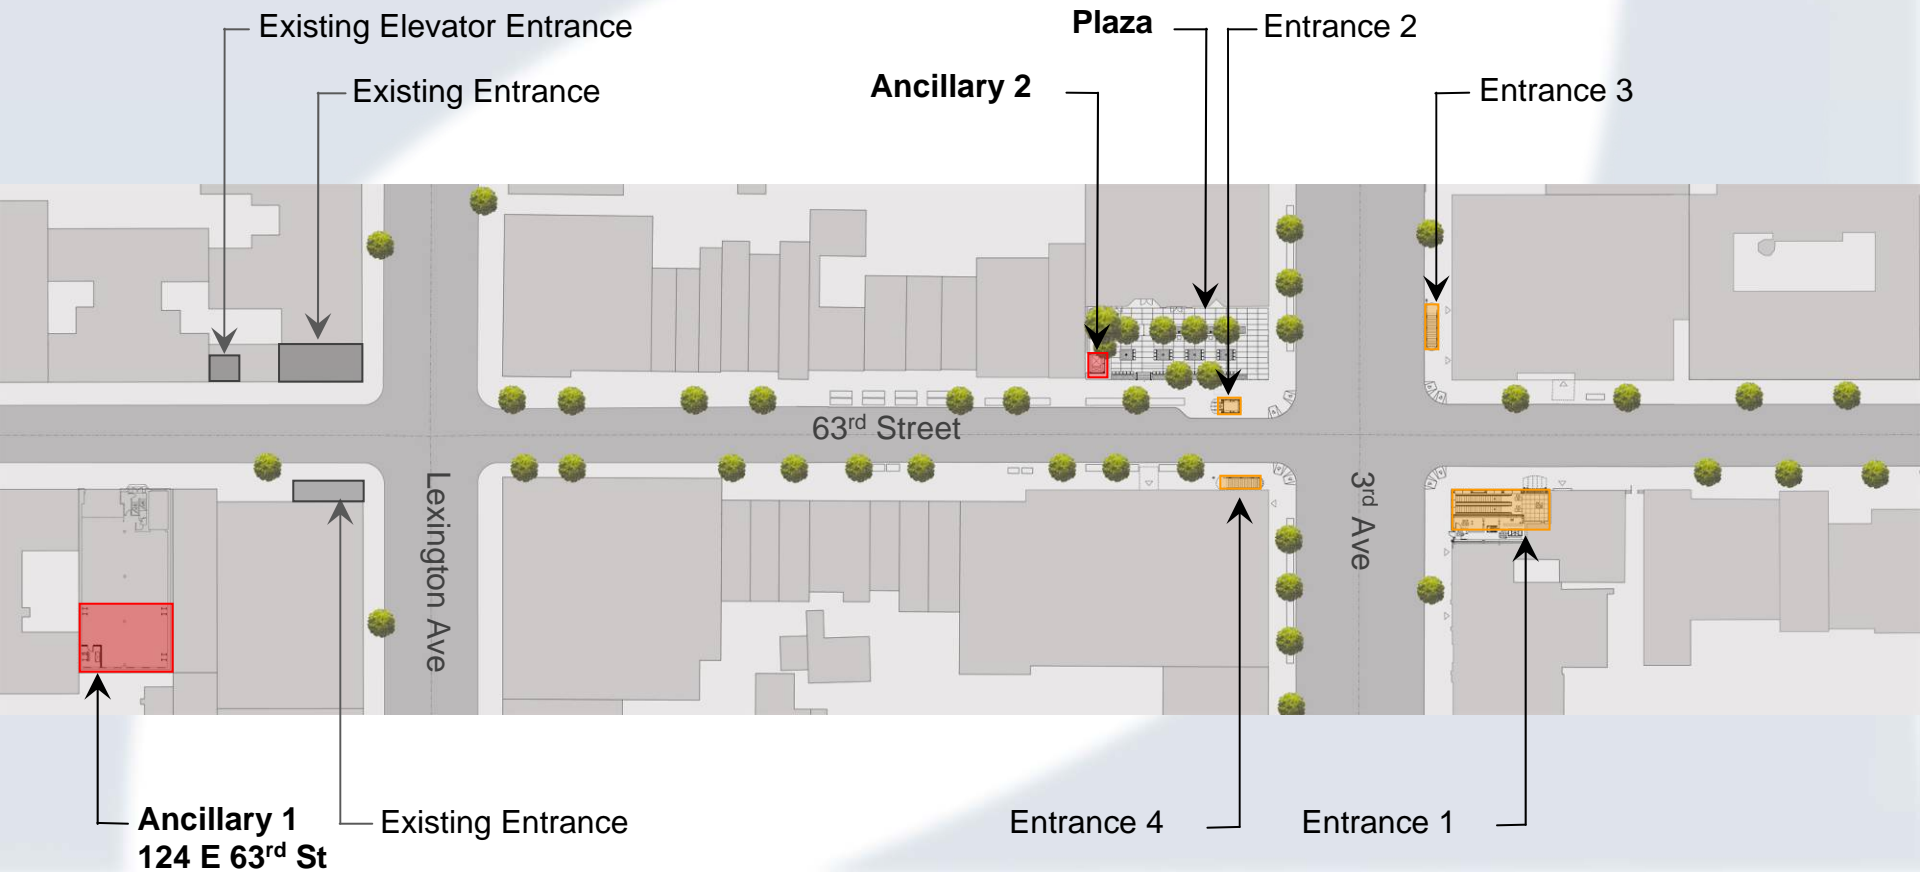 Existing Elevator Entrance
Plaza
Entrance 2
Existing Entrance
Ancillary 2
Entrance 3
63rd Street
Lexington Ave
3rd Ave
Ancillary 1
124 E 63rd St
Existing Entrance
Entrance 4
Entrance 1